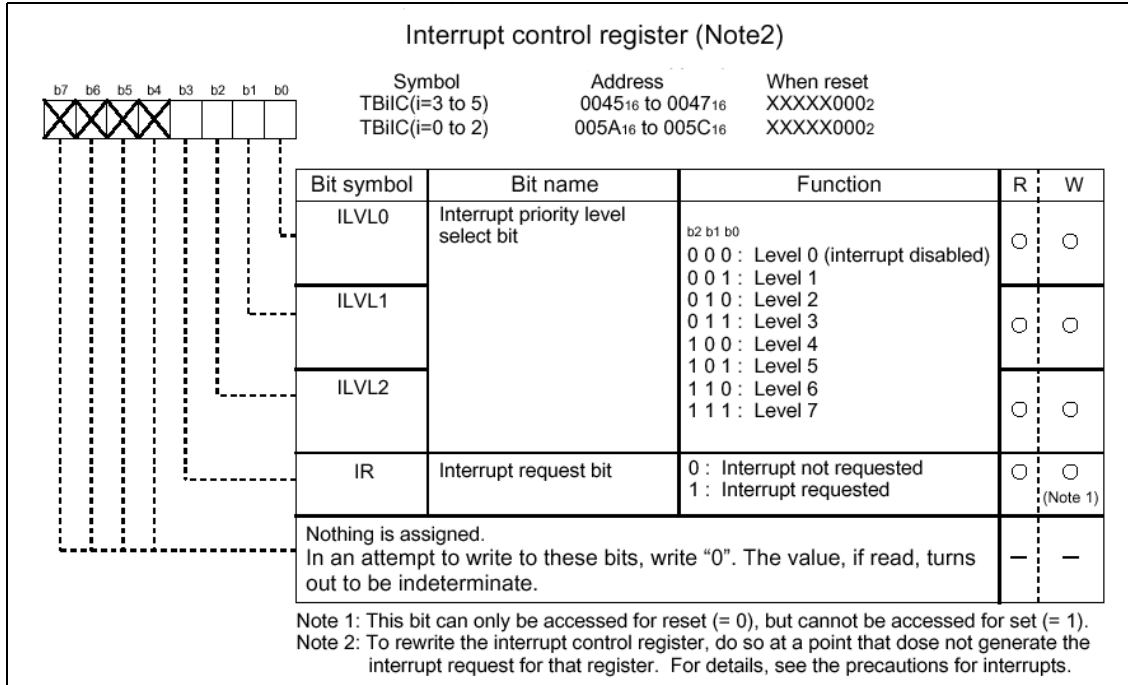 Interrupt control register (Note2)
Symbol Address When reset
TBiIC(i=3 to 5) 004516 to 004716 XXXXX0002
TBiIC(i=0 to 2) 005A16 to 005C16 XXXXX0002
b7 b6 b5 b4 b3 b2 b1 b0
Bit symbol Bit name Function R W
ILVL0 Interrupt priority level
select bit
b2 b1 b0
0 0 0 : Level 0 (interrupt disabled)
0 0 1 : Level 1
ILVL1 0 1 0 : Level 2
0 1 1 : Level 3
1 0 0 : Level 4
1 0 1 : Level 5
ILVL2 1 1 0 : Level 6
1 1 1 : Level 7
IR Interrupt request bit 0 : Interrupt not requested
1 : Interrupt requested
(Note 1)
Nothing is assigned.
In an attempt to write to these bits, write “0”. The value, if read, turns
out to be indeterminate.
Note 1: This bit can only be accessed for reset (= 0), but cannot be accessed for set (= 1).
Note 2: To rewrite the interrupt control register, do so at a point that dose not generate the
interrupt request for that register. For details, see the precautions for interrupts.